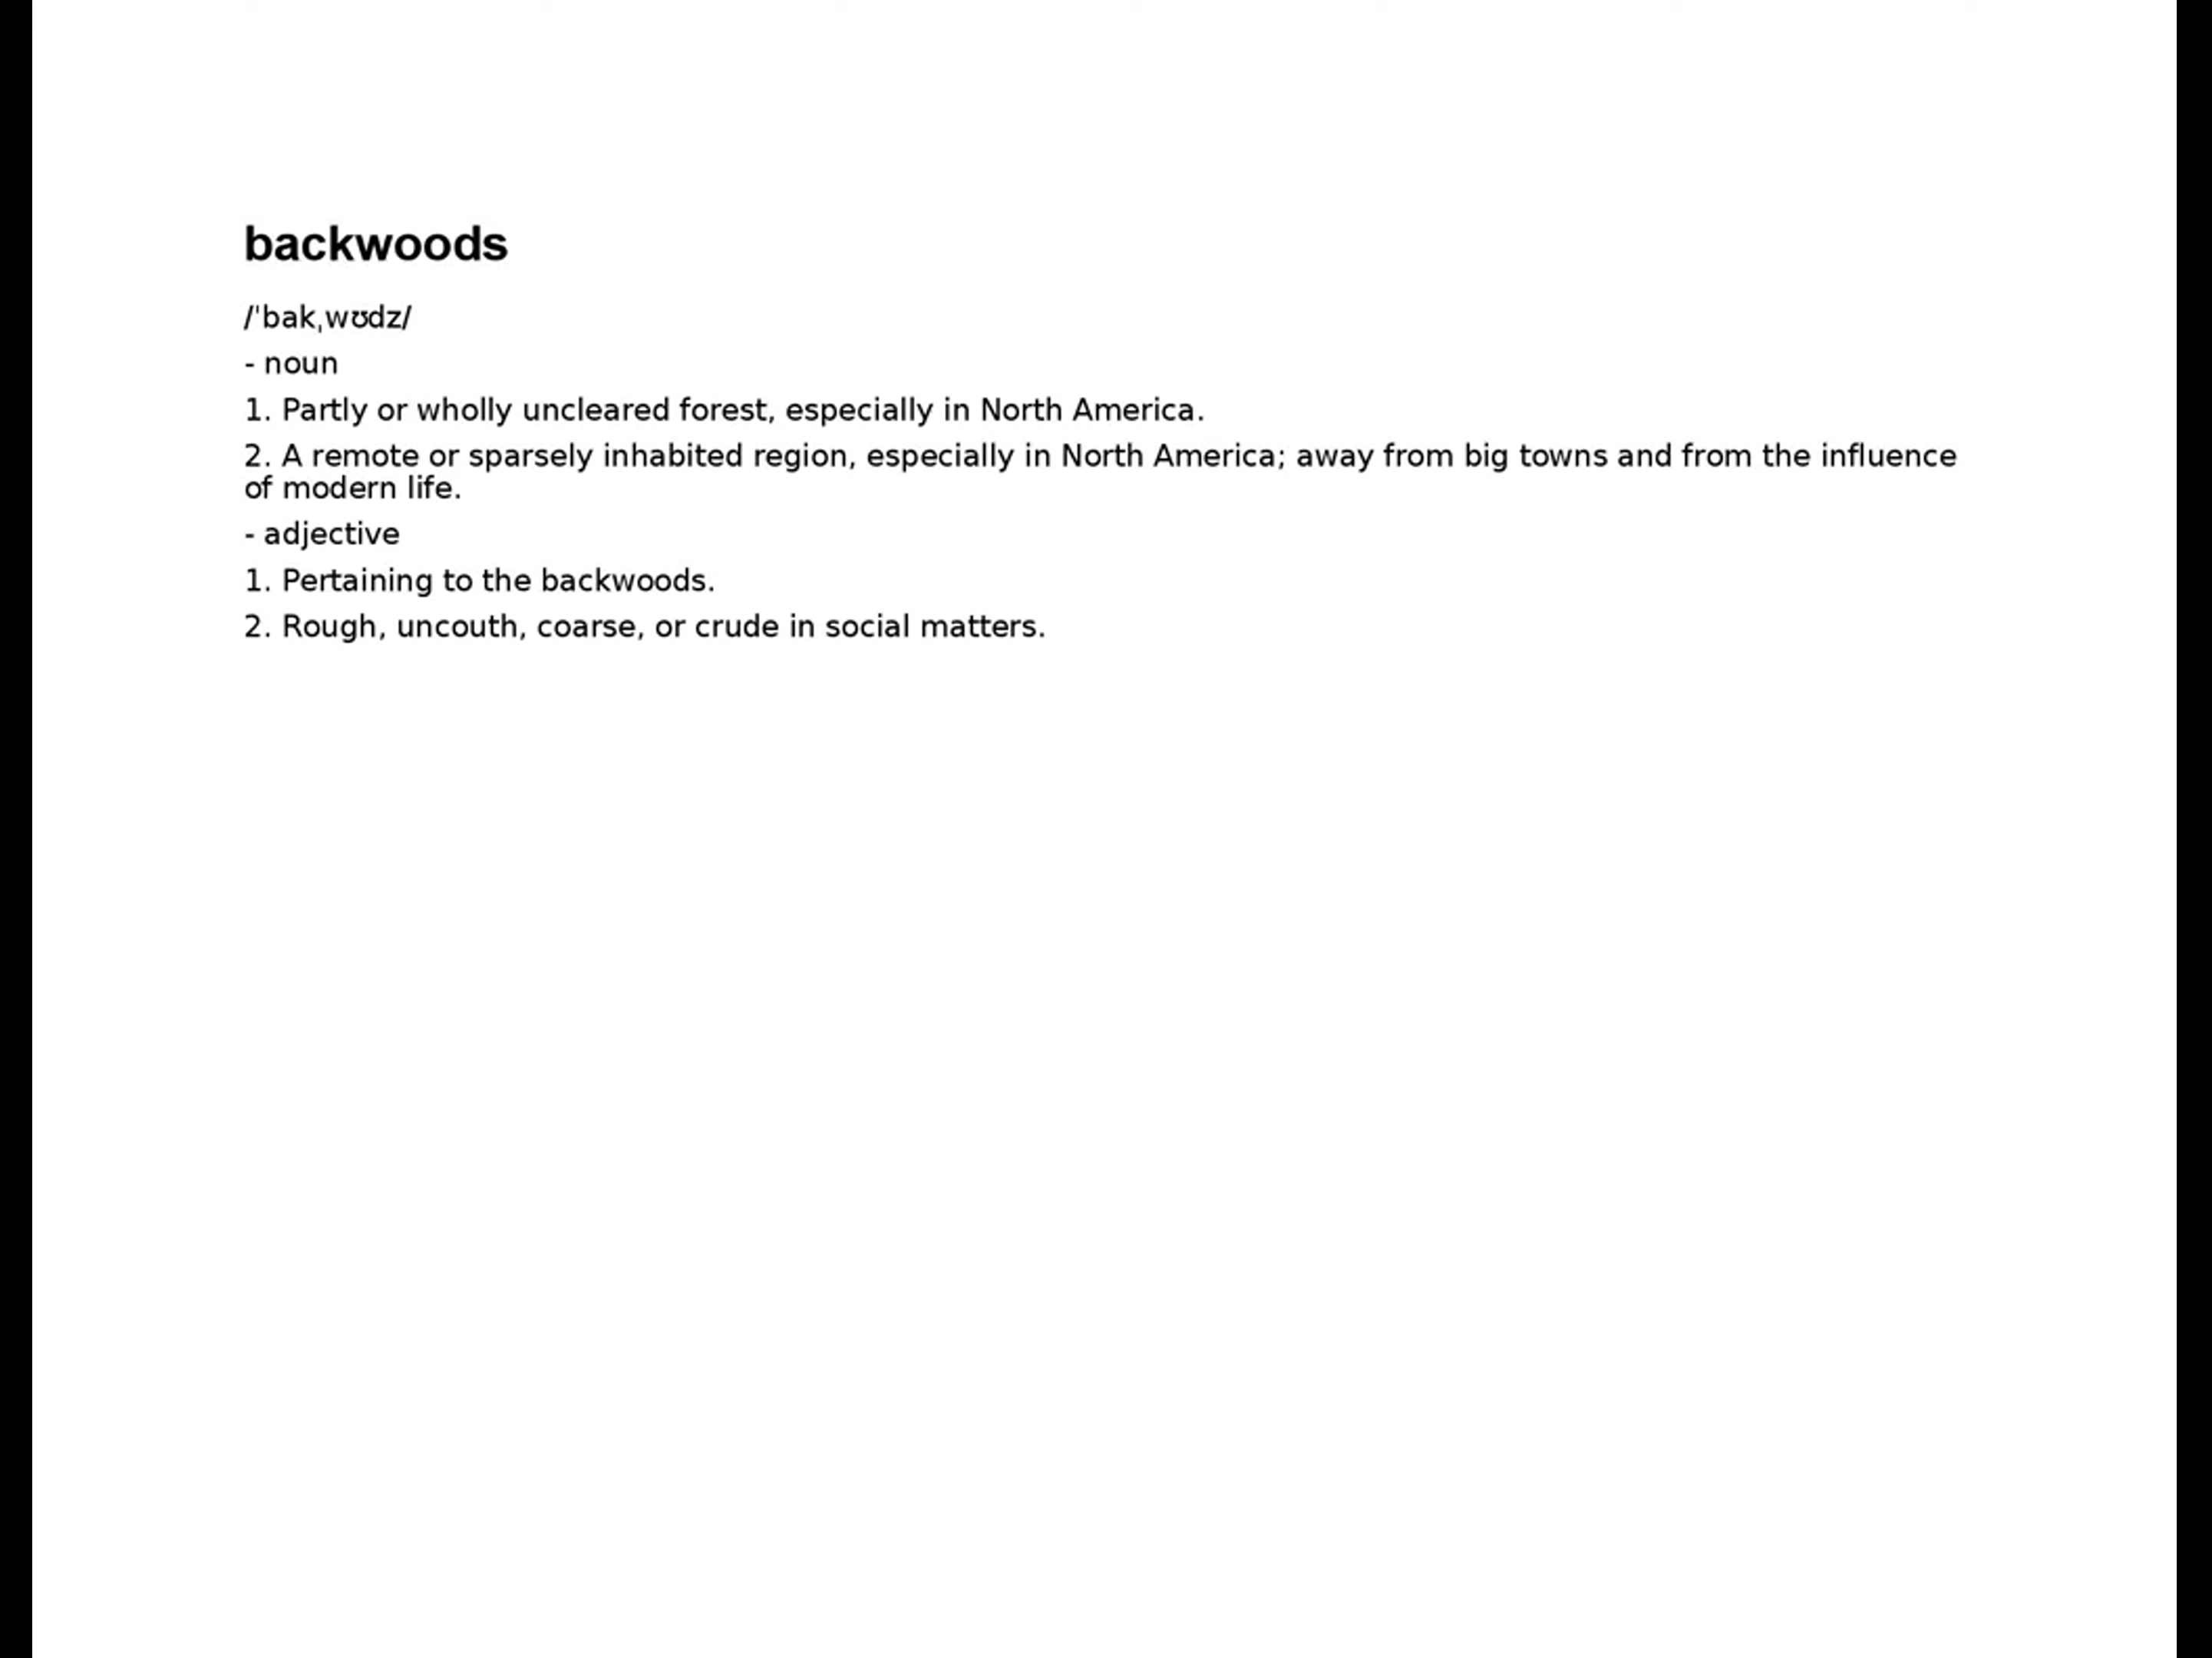 backwoods
/ˈbakˌwʊdz/
- noun
1. Partly or wholly uncleared forest, especially in North America.
2. A remote or sparsely inhabited region, especially in North America; away from big towns and from the influence
of modern life.
- adjective
1. Pertaining to the backwoods.
2. Rough, uncouth, coarse, or crude in social matters.